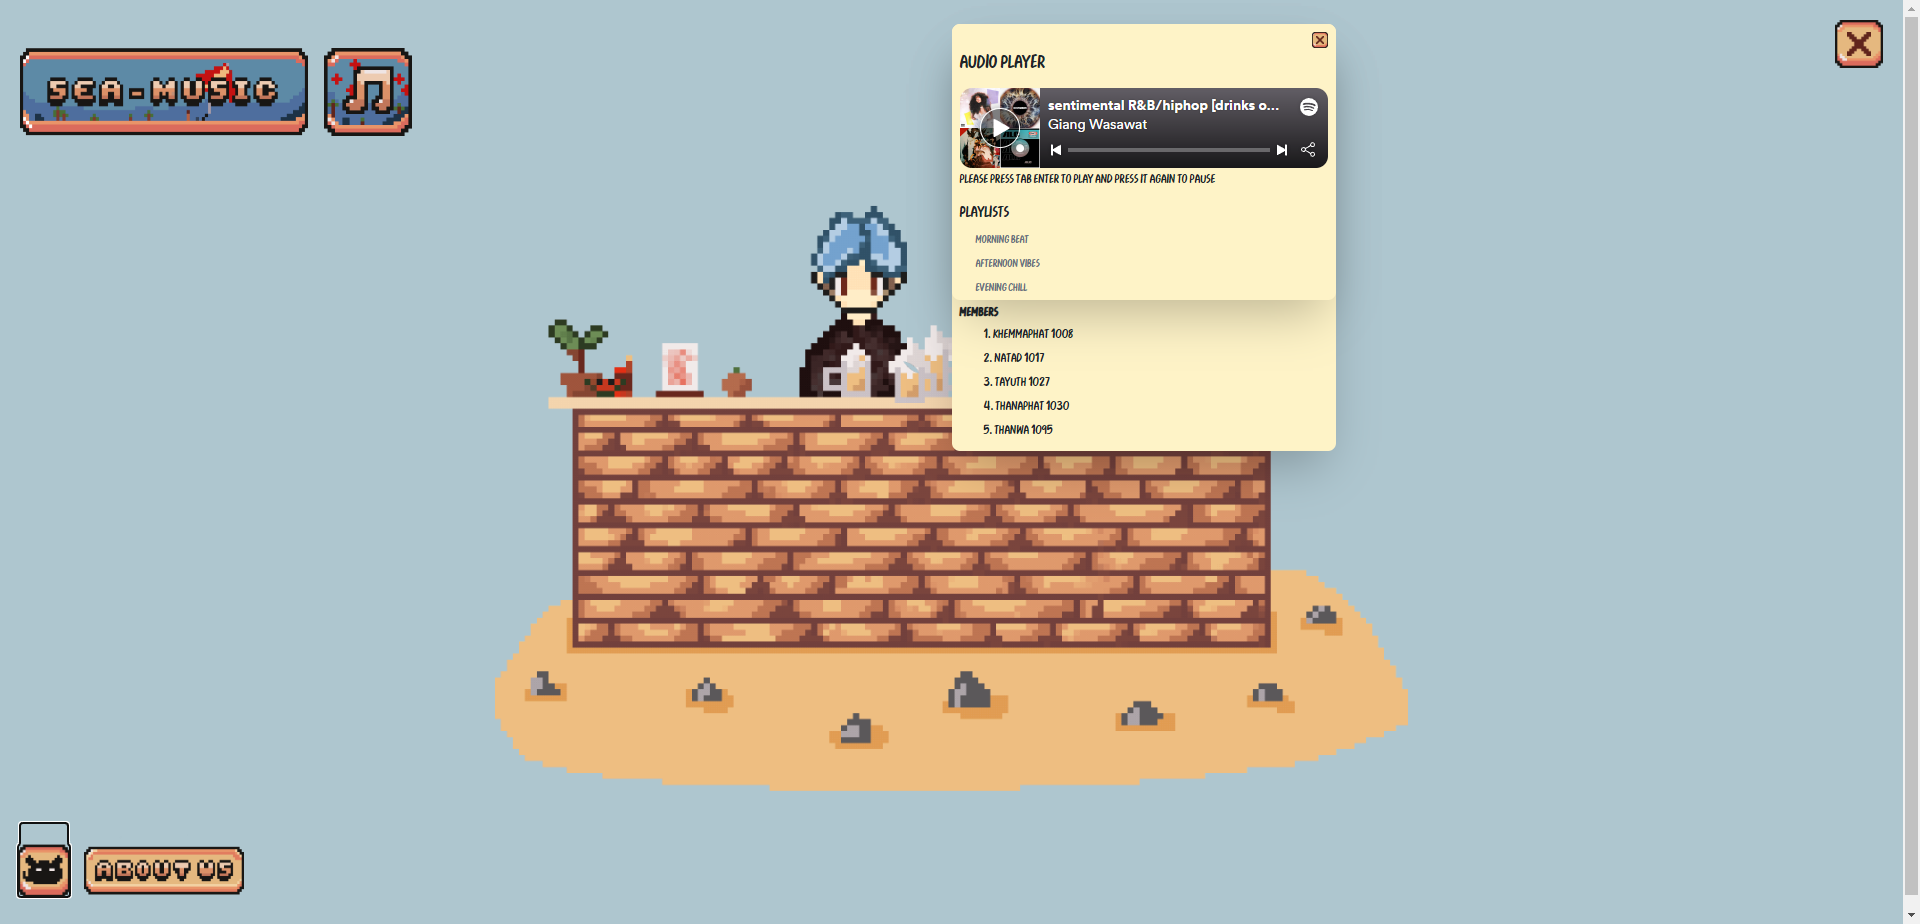 SEA-MUSIC
AUDIO PLAYER
sentimental R&B/hiphop [drinks o...
Giang Wasawat
PLEASE PRESS TAB ENTER TO PLAY AND PRESS IT AGAIN TO PAUSE
PLAYLISTS
MORNING BEAT
AFTERNOON VIBES
EVENING CHILL
MEMBERS
1. KHEMMAPHAT 1008
2. NATAD 1017
3. TAYUTH 1027
4. THANAPHAT 1030
5. THANWA 1095
ABOUT US